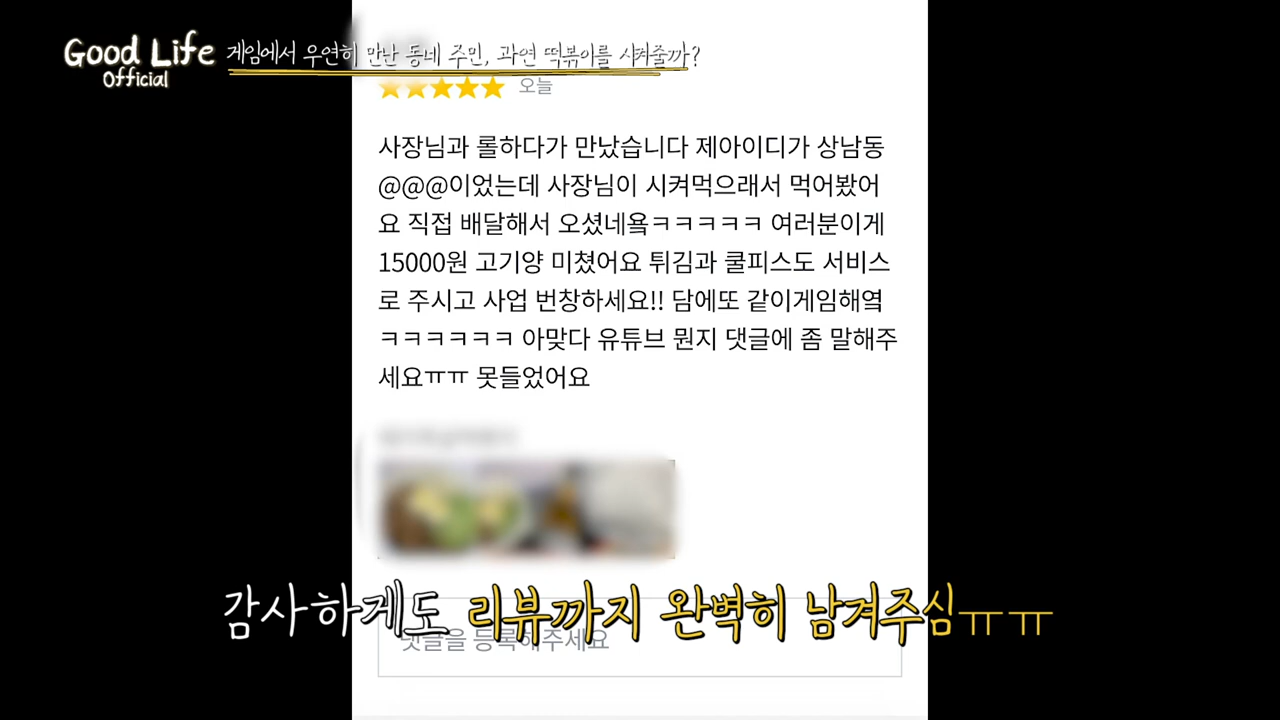 Good Life
Official
게임에서 우연히 만난 동네 주민, 과연 떡볶이를 시켜줄까?
오늘
사장님과 롤하다가 만났습니다 제아이디가 상남동
@@@이었는데 사장님이 시켜먹으래서 먹어봤어
요 직접 배달해서 오셨네욬ㅋㅋㅋㅋㅋ 여러분이게
15000원 고기양 미쳤어요 튀김과 쿨피스도 서비스
로 주시고 사업 번창하세요!! 담에또 같이게임해옄
ㅋㅋㅋㅋㅋㅋ 아맞다 유튜브 뭔지 댓글에 좀 말해주
세요ㅠㅠ 못들었어요
감사하게도 리뷰까지 완벽히 남겨주심ㅠㅠ
댓글을 등록해주세요